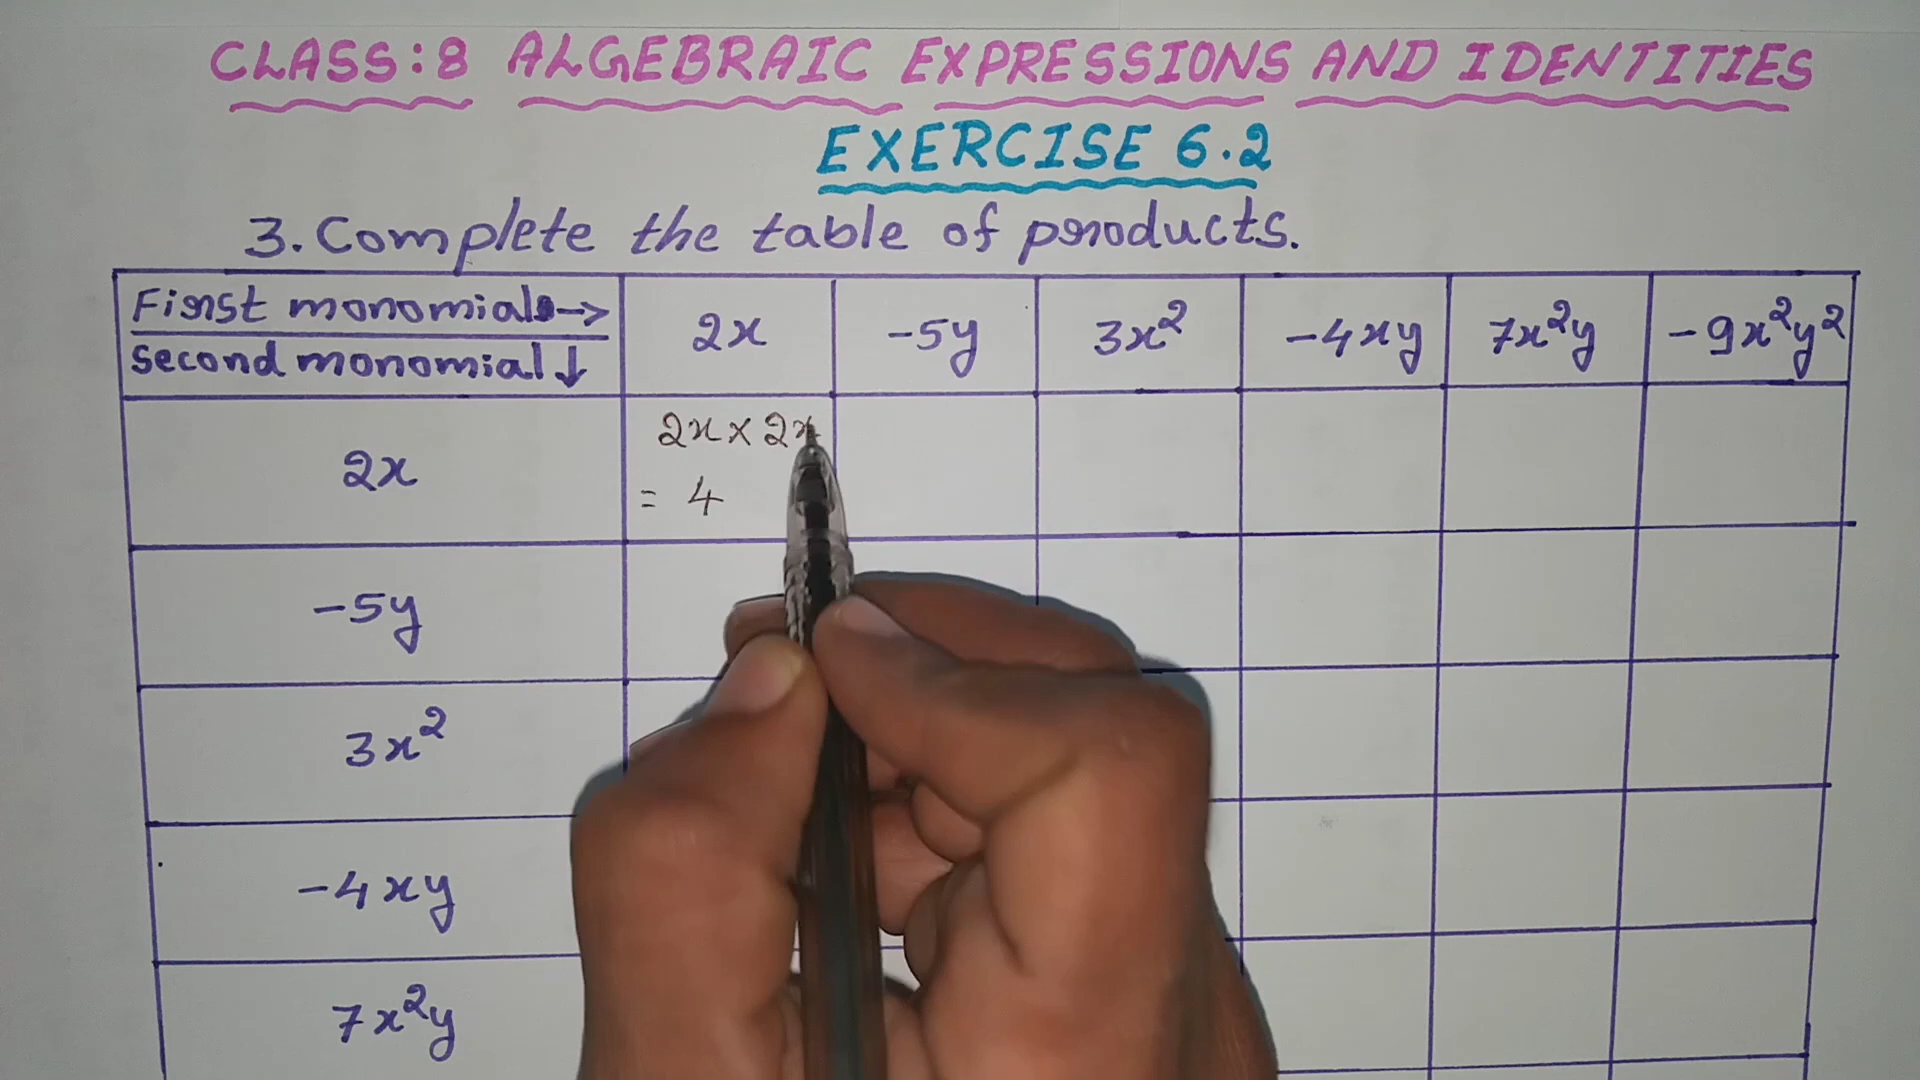 CLASS:8 ALGEBRAIC EXPRESSIONS AND IDENTITIES
EXERCISE 6.2
3. Complete the table of products.
First monomial → 2x -5y 3x² -4xy 7x²y -9x²y²
Second monomial ↓
2x 2x × 2x
= 4
-5y
3x²
-4xy
7x²y